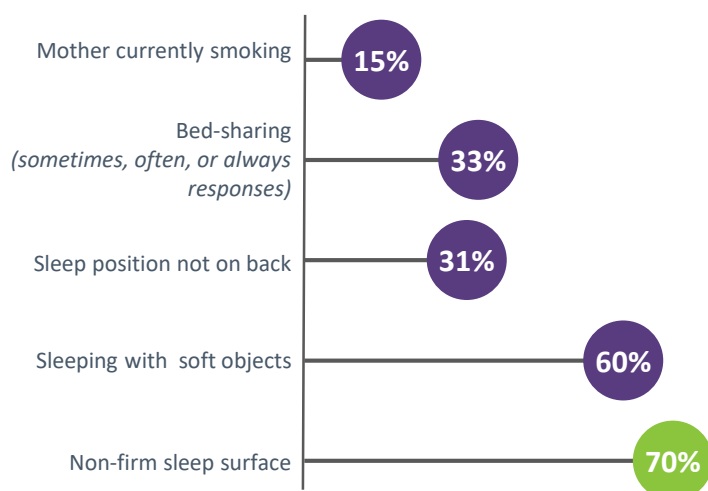 Mother currently smoking
15%
Bed-sharing
(sometimes, often, or always
responses)
33%
Sleep position not on back
31%
Sleeping with soft objects
60%
Non-firm sleep surface
70%